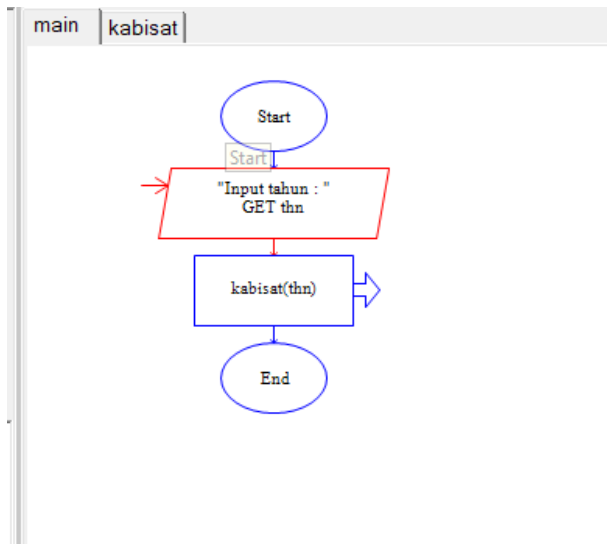 main
kabisat
Start
Start
"Input tahun : "
GET thn
kabisat(thn)
End